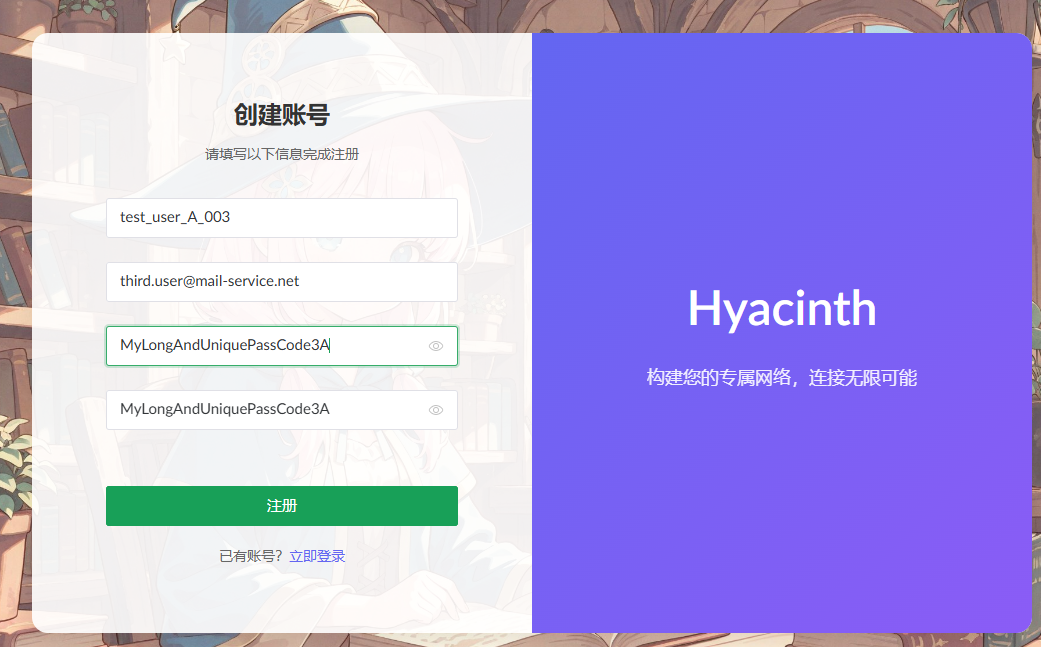 创建账号
请填写以下信息完成注册
test_user_A_003
third.user@mail-service.net
MyLongAndUniquePassCode3A
MyLongAndUniquePassCode3A
注册
已有账号？立即登录
Hyacinth
构建您的专属网络，连接无限可能